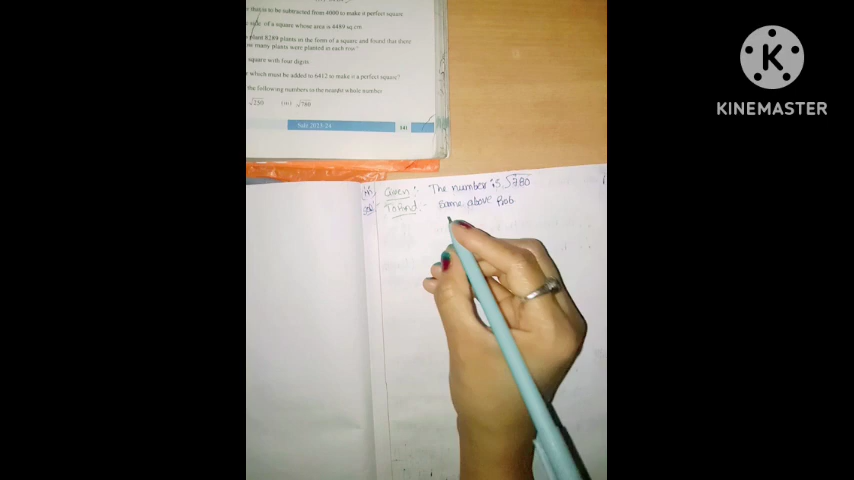 that is to be subtracted from 4000 to make it perfect square
side of a square whose area is 4489 sq.cm
plant 8289 plants in the form of a square and found that there
many plants were planted in each row?
square with four digits
which must be added to 6412 to make it a perfect square?
the following numbers to the nearest whole number
√250 √780
341
K
KINEMASTER
Given: The number is √780
To find:- Same above Prob